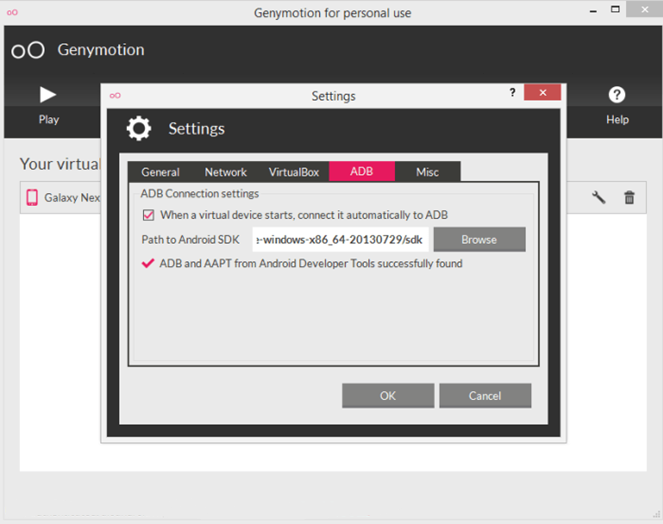 Genymotion for personal use
Genymotion
Settings
?
Play
Settings
Help
Your virtual
General Network VirtualBox ADB Misc
Galaxy Nex
ADB Connection settings
When a virtual device starts, connect it automatically to ADB
Path to Android SDK e-windows-x86_64-20130729/sdk Browse
ADB and AAPT from Android Developer Tools successfully found
OK Cancel